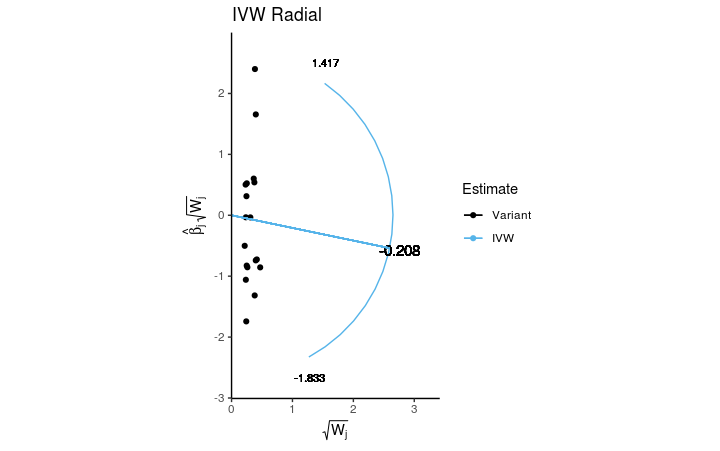 IVW Radial
1.417
2
1
0
-1
-2
-3
β̂ⱼ√Wⱼ
-0.208
-1.833
0 1 2 3
√Wⱼ
Estimate
Variant
IVW